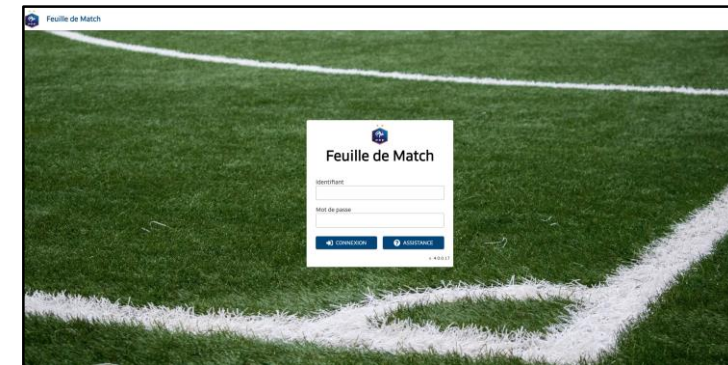 Feuille de Match
Feuille de Match
Identifiant
Mot de passe
CONNEXION
ASSISTANCE